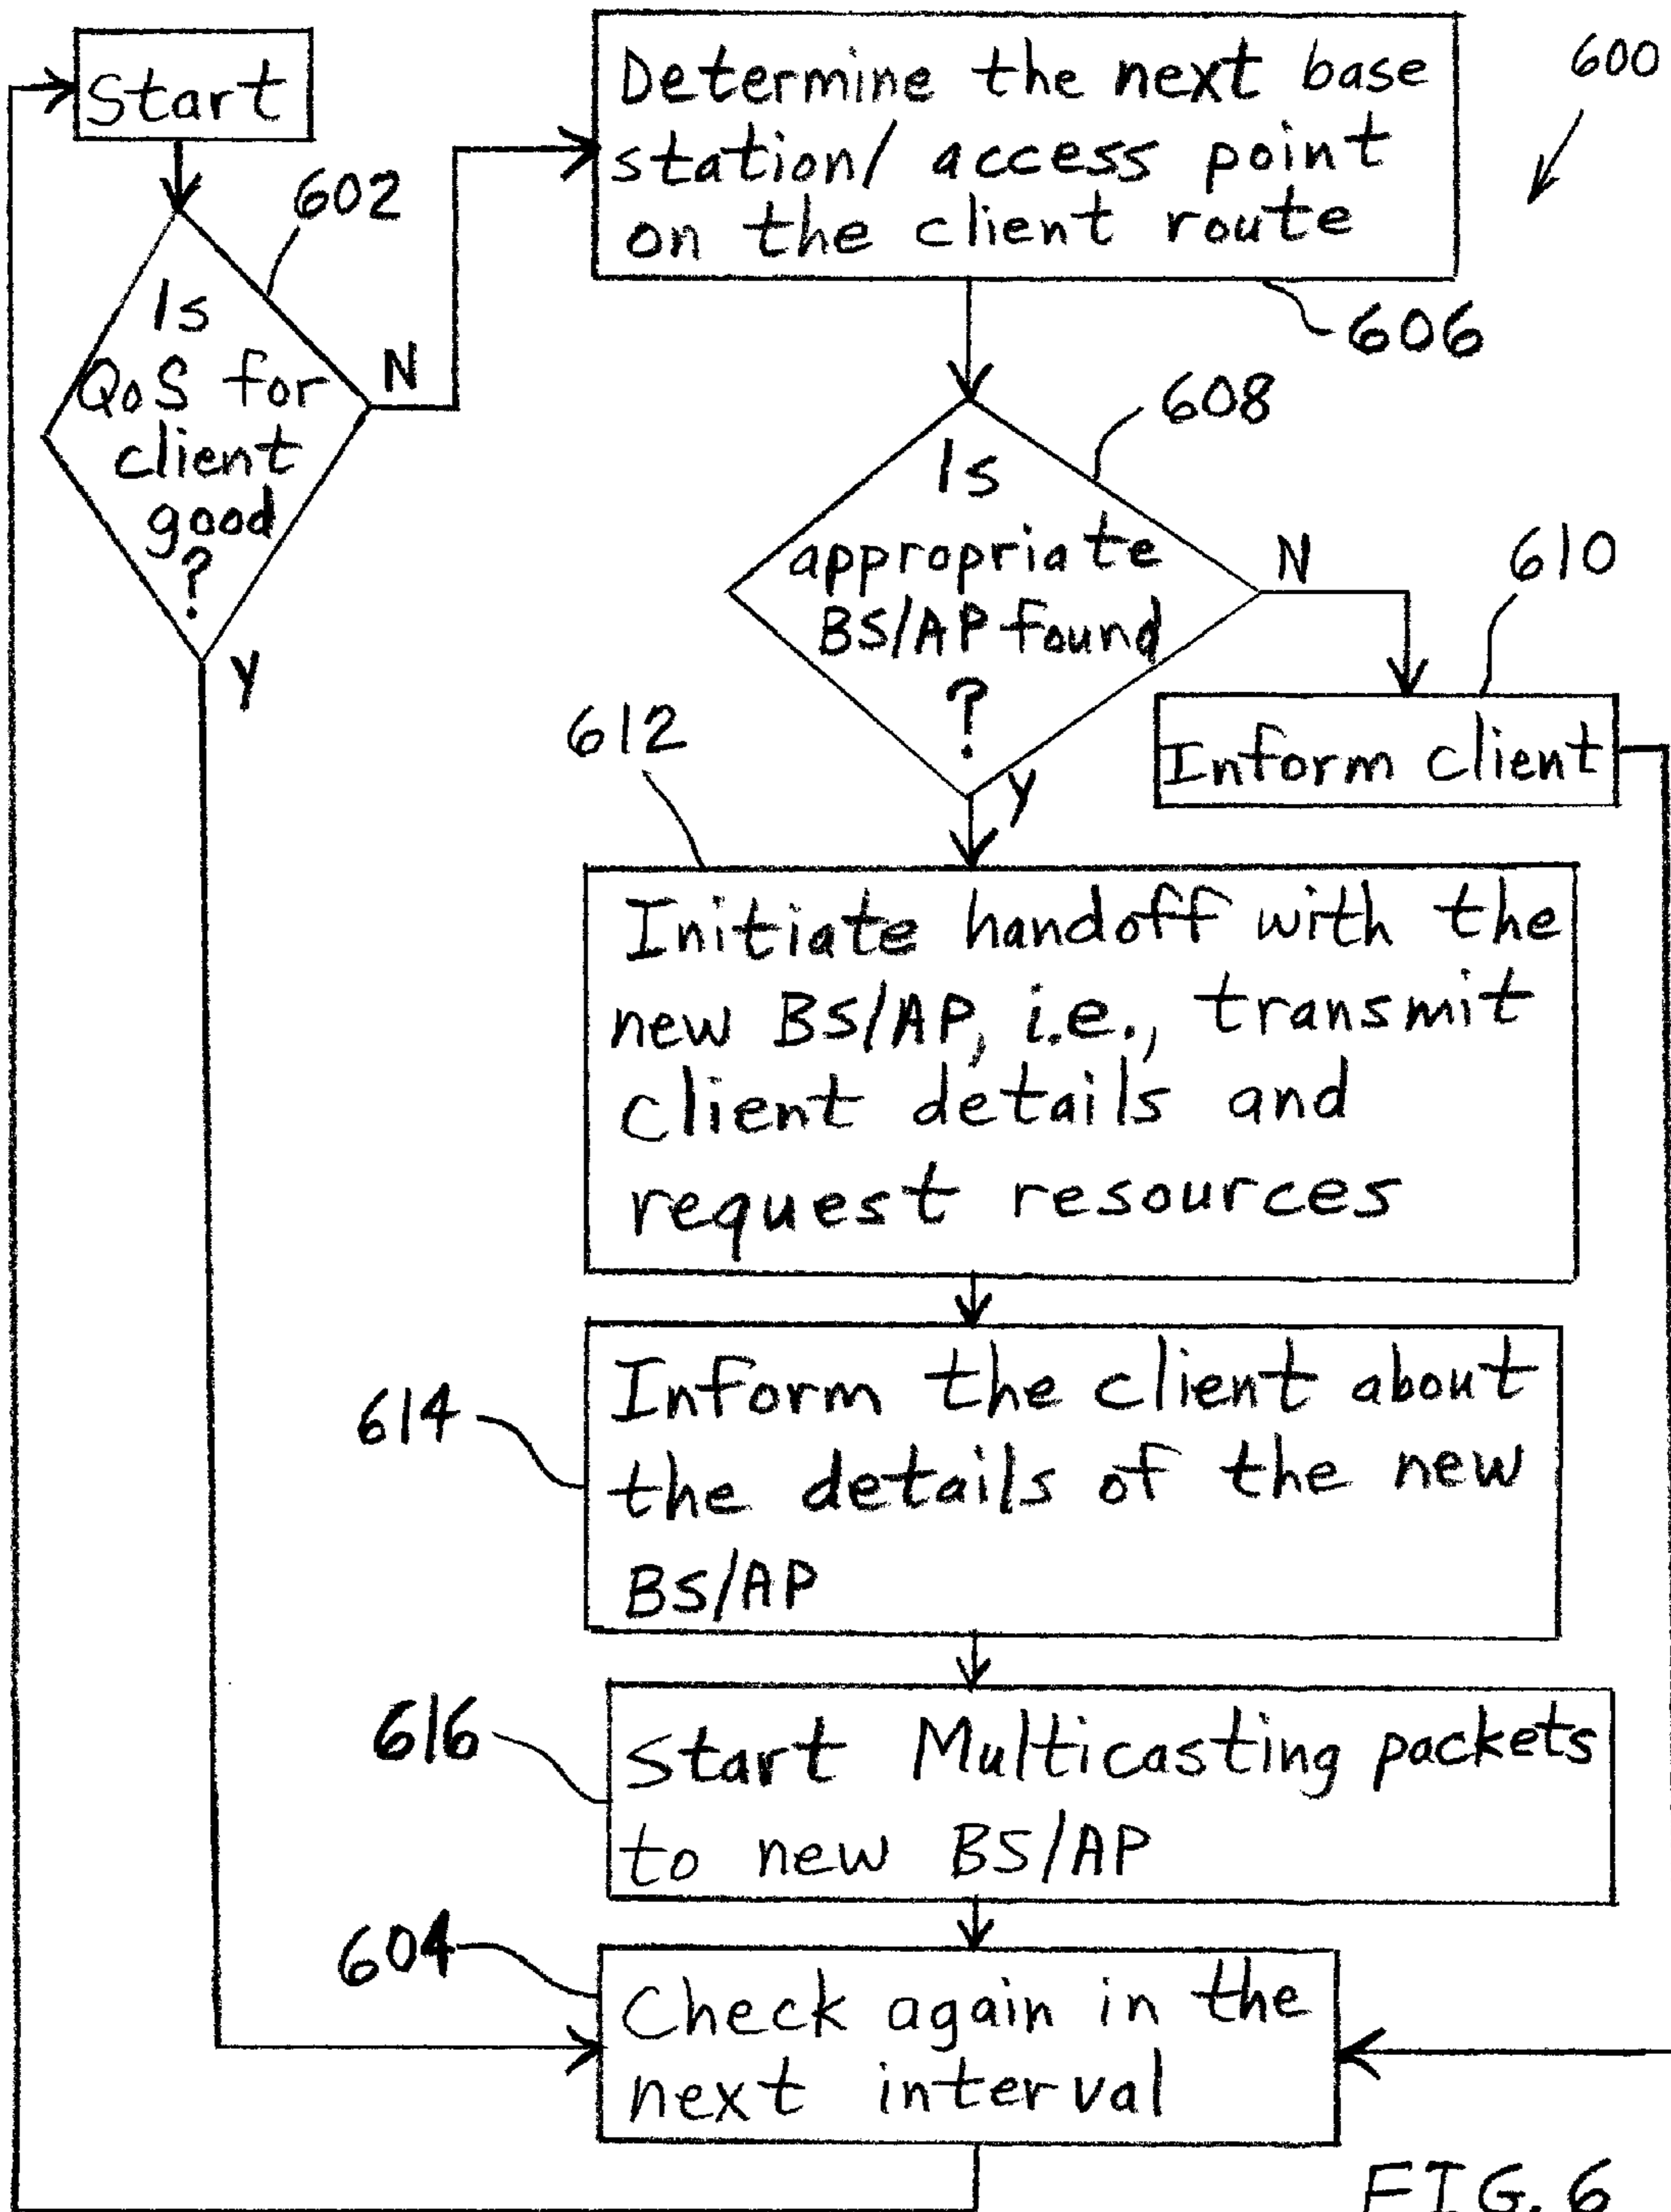 Start
602
Is
QoS for
client
good
?
N
Y
Determine the next base
station/ access point
on the client route
600
606
608
Is
appropriate
BS/AP found
?
N
Y
610
Inform client
612
Initiate handoff with the
new BS/AP, i.e., transmit
client details and
request resources
614
Inform the client about
the details of the new
BS/AP
616
Start Multicasting packets
to new BS/AP
604
Check again in the
next interval
FIG. 6